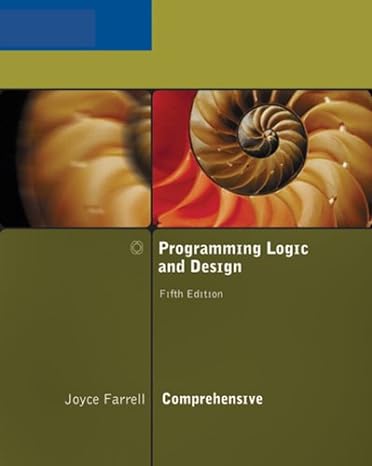 Programming Logic
and Design
Fifth Edition
Joyce Farrell
Comprehensive